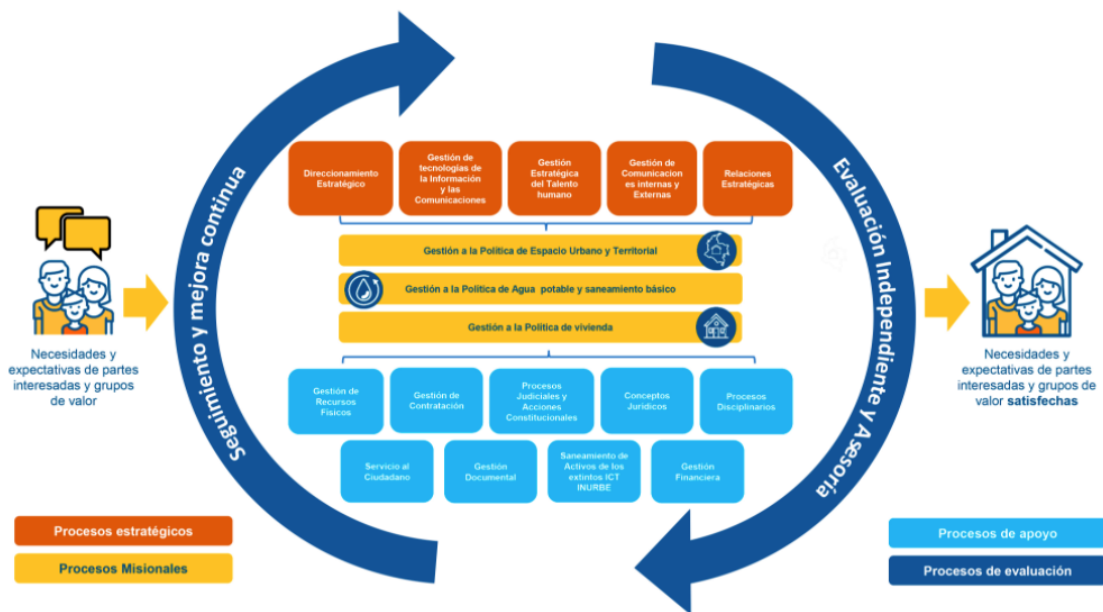 Seguimiento y mejora continua
Evaluación Independiente y Asesoría
Direccionamiento
Estratégico
Gestión de
tecnologías de
la Información
y las
Comunicaciones
Gestión
Estratégica
del Talento
humano
Gestión de
Comunicacion
es internas y
Externas
Relaciones
Estratégicas
Gestión a la Política de Espacio Urbano y Territorial
Gestión a la Política de Agua potable y saneamiento básico
Gestión a la Política de vivienda
Necesidades y
expectativas de partes
interesadas y grupos
de valor
Necesidades y
expectativas de partes
interesadas y grupos de
valor satisfechas
Gestión de
Recursos
Físicos
Gestión de
Contratación
Procesos
Judiciales y
Acciones
Constitucionales
Conceptos
Jurídicos
Procesos
Disciplinarios
Servicio al
Ciudadano
Gestión
Documental
Saneamiento de
Activos de los
extintos ICT
INURBE
Gestión
Financiera
Procesos estratégicos
Procesos Misionales
Procesos de apoyo
Procesos de evaluación